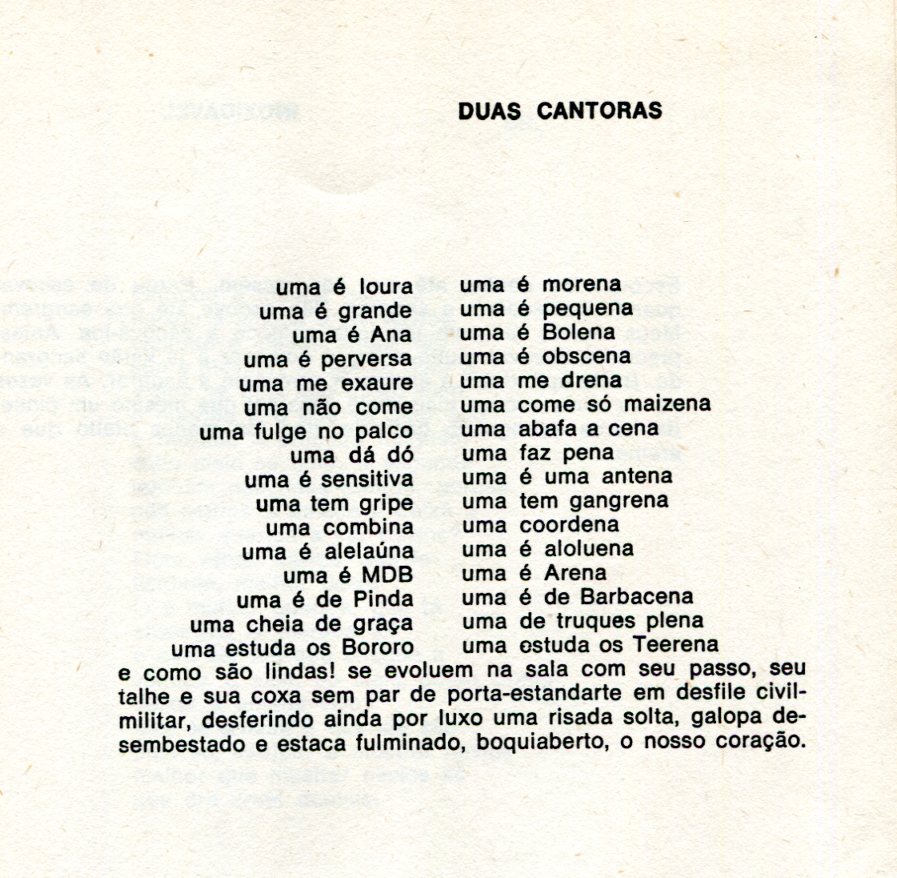 DUAS CANTORAS
uma é loura uma é morena
uma é grande uma é pequena
uma é Ana uma é Bolena
uma é perversa uma é obscena
uma me exaure uma me drena
uma não come uma come só maizena
uma fulge no palco uma abafa a cena
uma dá dó uma faz pena
uma é sensitiva uma é uma antena
uma tem gripe uma tem gangrena
uma combina uma coordena
uma é alelaúna uma é aloluena
uma é MDB uma é Arena
uma é de Pinda uma é de Barbacena
uma cheia de graça uma de truques plena
uma estuda os Bororo uma estuda os Teerena
e como são lindas! se evoluem na sala com seu passo, seu
talhe e sua coxa sem par de porta-estandarte em desfile civil-
militar, desferindo ainda por luxo uma risada solta, galopa de-
sembestado e estaca fulminado, boquiaberto, o nosso coração.